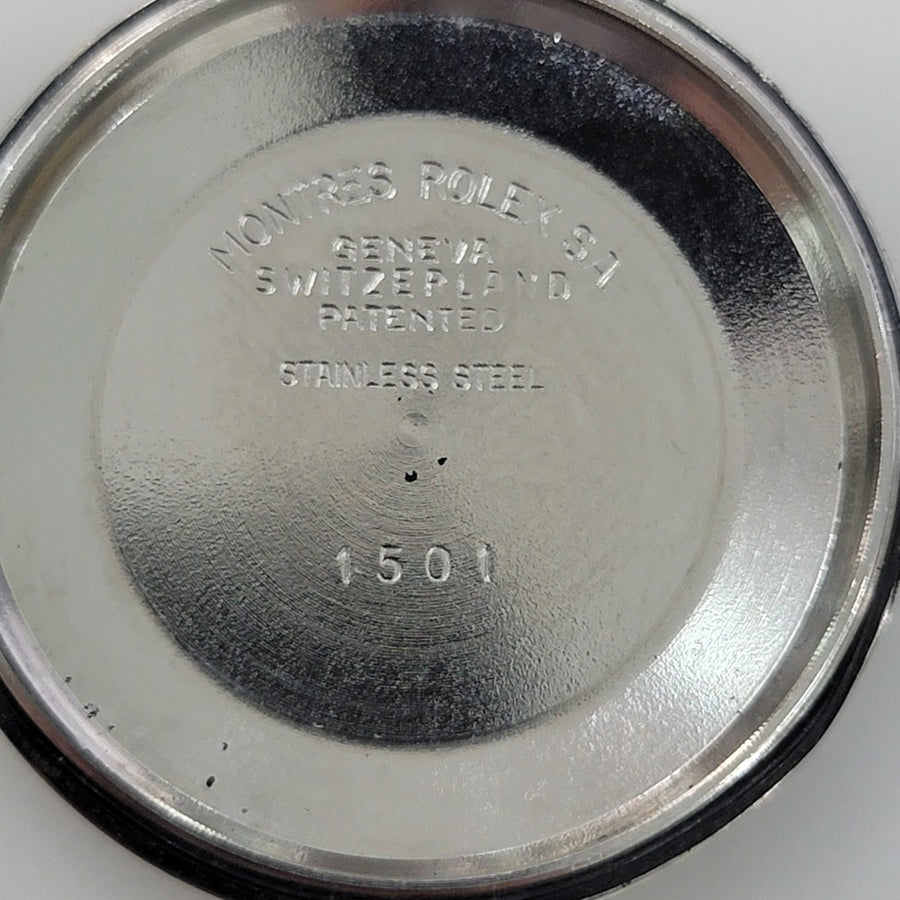 MONTRES ROLEX S.A
GENEVA
SWITZERLAND
PATENTED
STAINLESS STEEL
1501